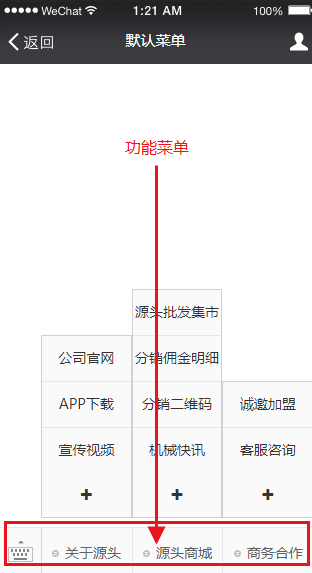 WeChat 1:21 AM 100%
返回 默认菜单
功能菜单
源头批发集市
公司官网 分销佣金明细
APP下载 分销二维码 诚邀加盟
宣传视频 机械快讯 客服咨询
+ + +
关于源头 源头商城 商务合作